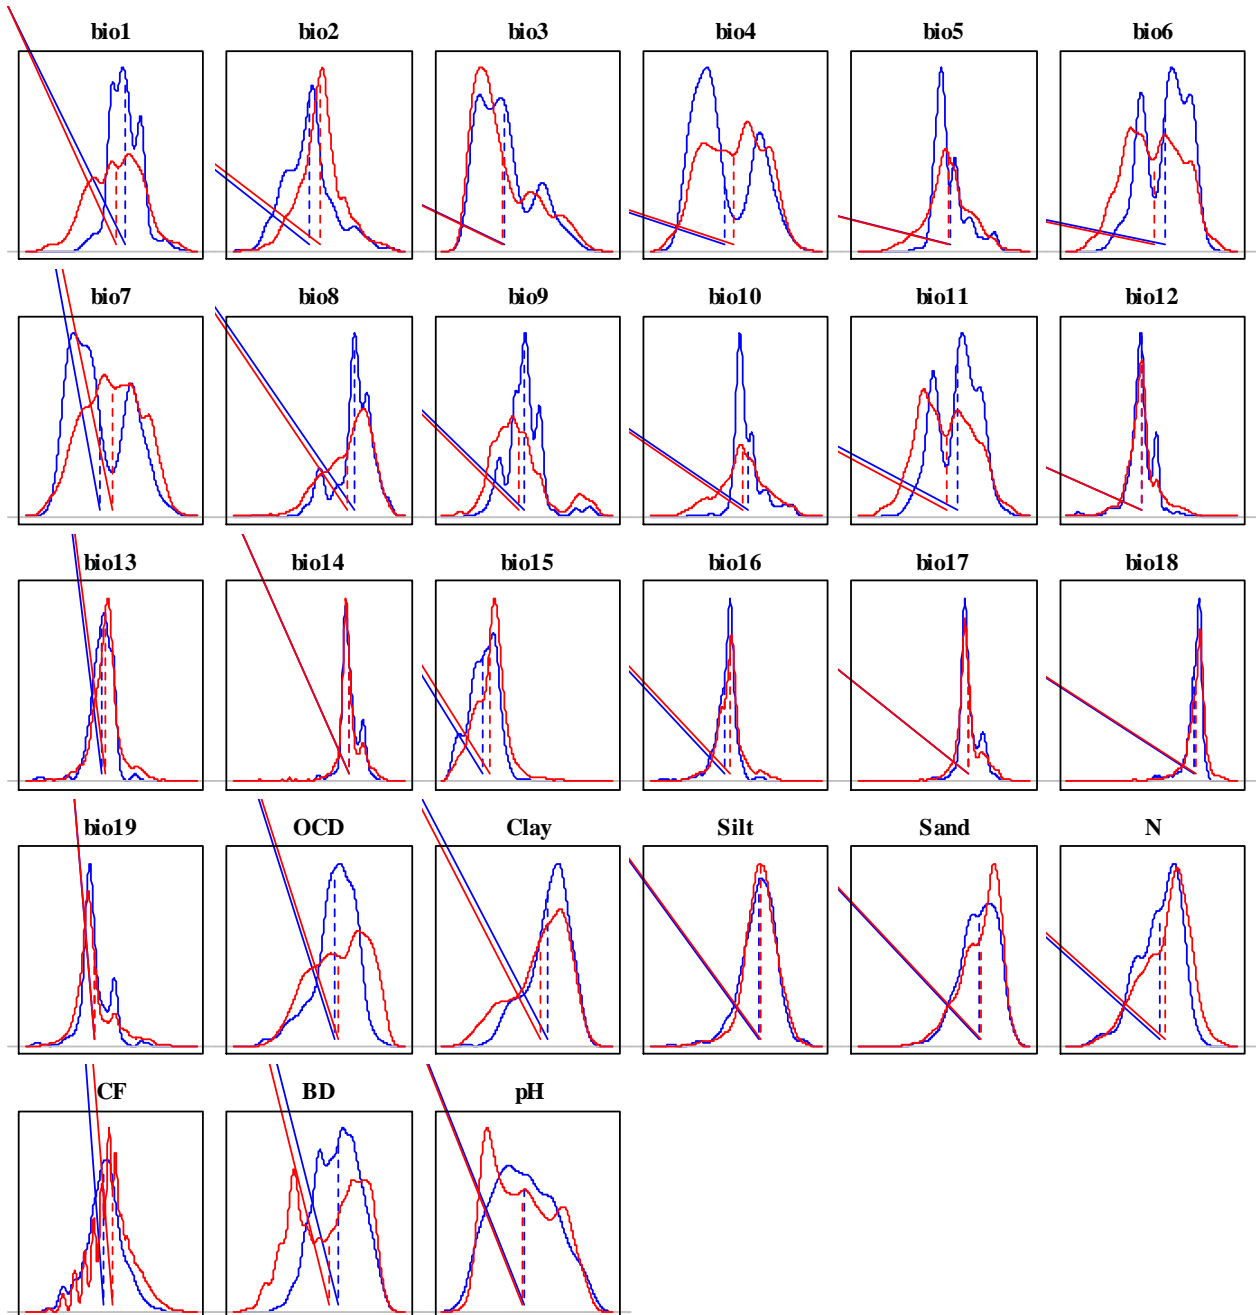 bio1 bio2 bio3 bio4 bio5 bio6
bio7 bio8 bio9 bio10 bio11 bio12
bio13 bio14 bio15 bio16 bio17 bio18
bio19 OCD Clay Silt Sand N
CF BD pH